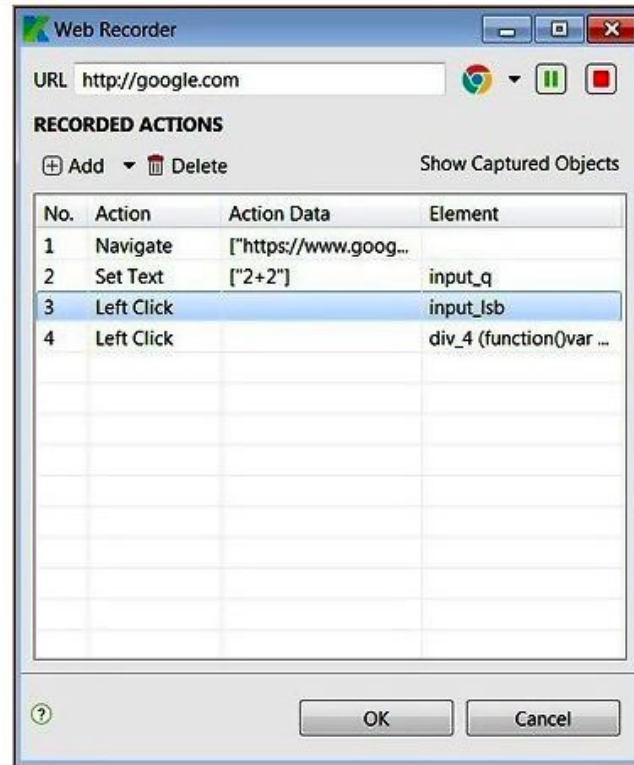 Web Recorder
URL http://google.com
RECORDED ACTIONS
Add Delete Show Captured Objects
No. Action Action Data Element
1 Navigate ["https://www.goog...
2 Set Text ["2+2"] input_q
3 Left Click input_lsb
4 Left Click div_4 (function()var ...
? OK Cancel